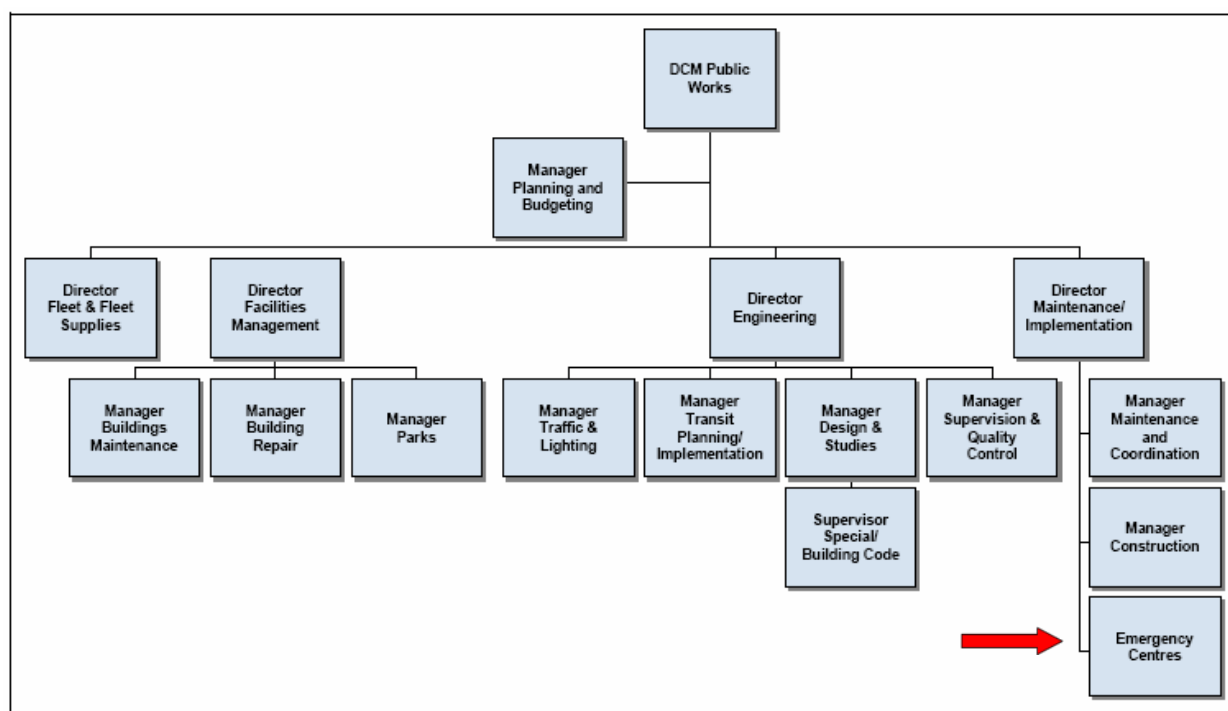 DCM Public
Works
Manager
Planning and
Budgeting
Director
Fleet & Fleet
Supplies
Director
Facilities
Management
Director
Engineering
Director
Maintenance/
Implementation
Manager
Buildings
Maintenance
Manager
Building
Repair
Manager
Parks
Manager
Traffic &
Lighting
Manager
Transit
Planning/
Implementation
Manager
Design &
Studies
Manager
Supervision &
Quality
Control
Manager
Maintenance
and
Coordination
Supervisor
Special/
Building Code
Manager
Construction
Emergency
Centres